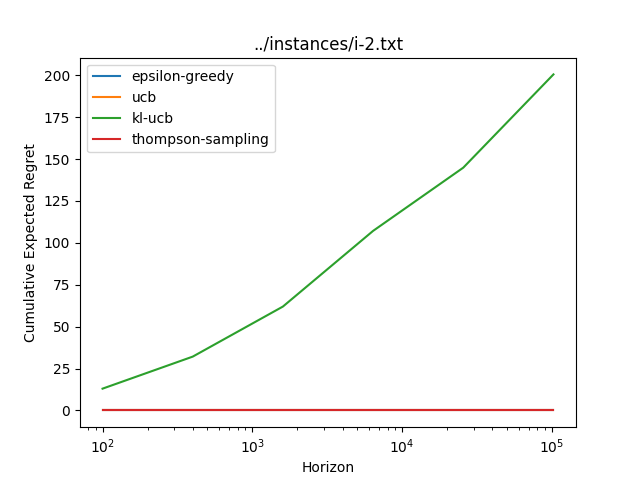 ../instances/i-2.txt
epsilon-greedy
ucb
kl-ucb
thompson-sampling
Cumulative Expected Regret
200
175
150
125
100
75
50
25
0
10²
10³
10⁴
10⁵
Horizon